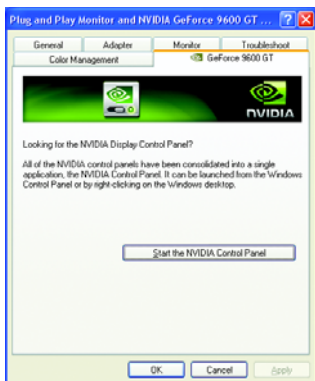 Plug and Play Monitor and NVIDIA GeForce 9600 GT ...
General Adapter Monitor Troubleshoot
Color Management GeForce 9600 GT
NVIDIA
Looking for the NVIDIA Display Control Panel?
All of the NVIDIA control panels have been consolidated into a single
application, the NVIDIA Control Panel. It can be launched from the Windows
Control Panel or by right-clicking on the Windows desktop.
Start the NVIDIA Control Panel
OK Cancel Apply